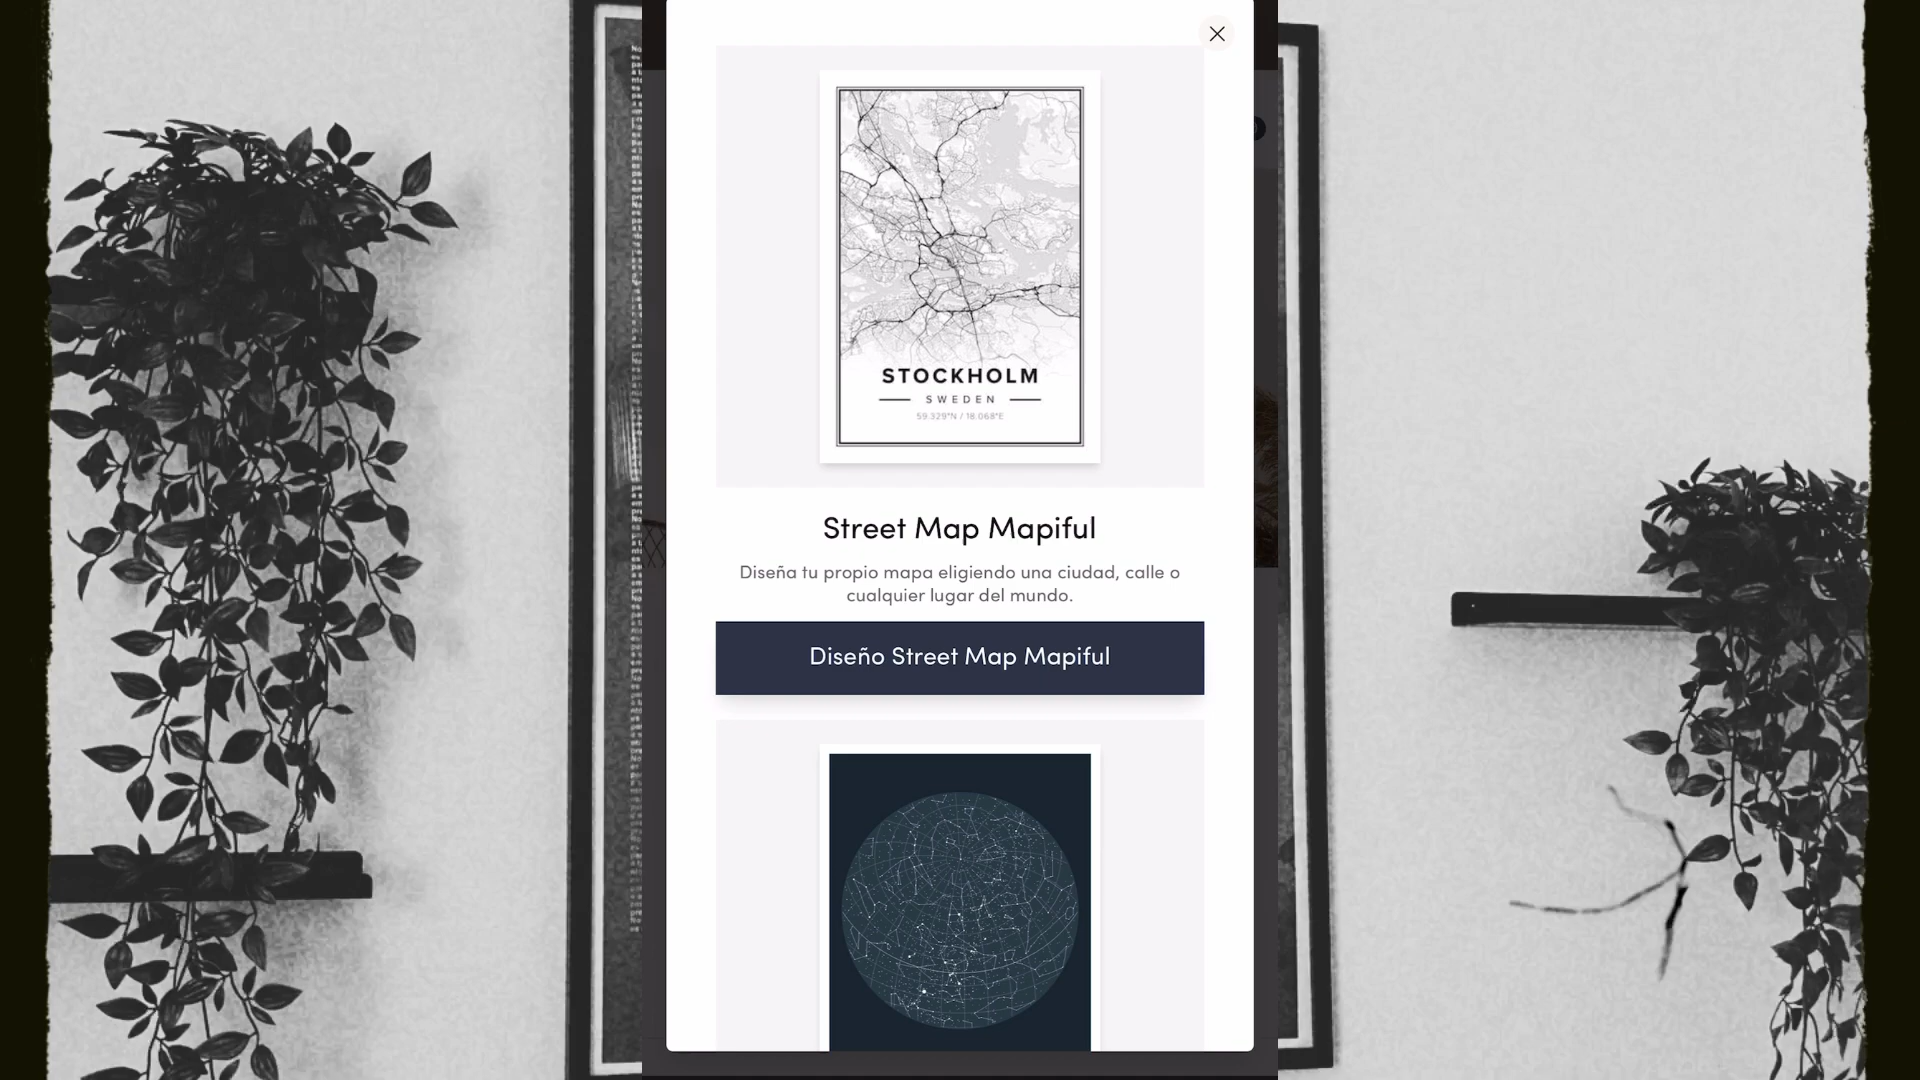 STOCKHOLM
SWEDEN
59.329°N / 18.068°E
Street Map Mapiful
Diseña tu propio mapa eligiendo una ciudad, calle o
cualquier lugar del mundo.
Diseño Street Map Mapiful